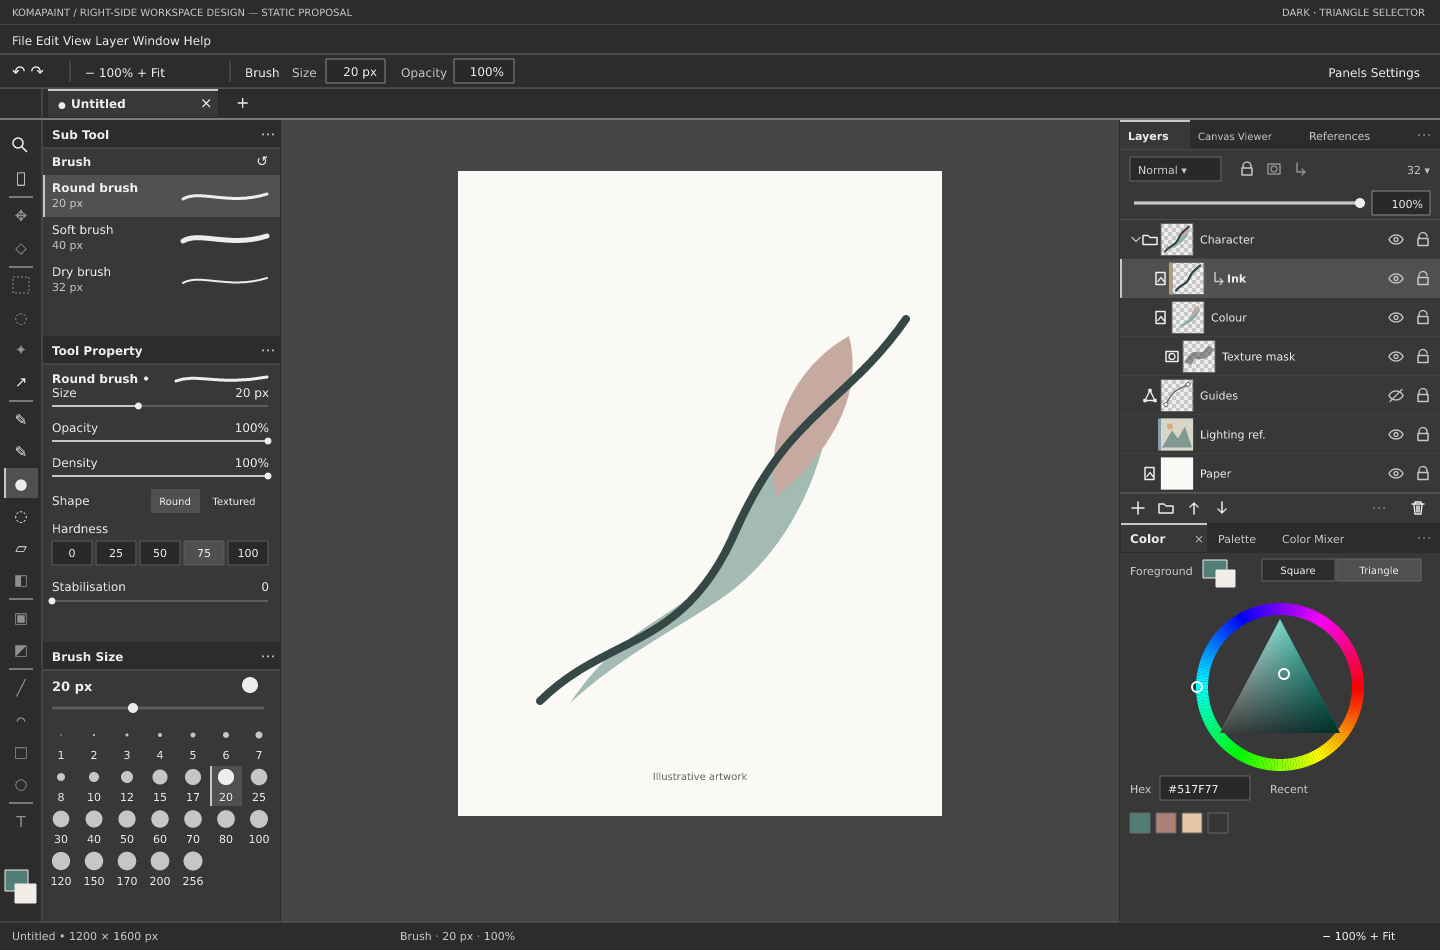 KOMAPAINT / RIGHT-SIDE WORKSPACE DESIGN — STATIC PROPOSAL
DARK · TRIANGLE SELECTOR
File Edit View Layer Window Help
− 100% + Fit
Brush Size 20 px Opacity 100%
Panels Settings
● Untitled × +
Sub Tool ···
Brush
Round brush
20 px
Soft brush
40 px
Dry brush
32 px
Tool Property ···
Round brush •
Size 20 px
Opacity 100%
Density 100%
Shape Round Textured
Hardness
0 25 50 75 100
Stabilisation 0
Brush Size ···
20 px
1 2 3 4 5 6 7
8 10 12 15 17 20 25
30 40 50 60 70 80 100
120 150 170 200 256
T
Illustrative artwork
Layers Canvas Viewer References ···
Normal ▾ 32 ▾
100%
Character
Ink
Colour
Texture mask
Guides
Lighting ref.
Paper
···
Color × Palette Color Mixer ···
Foreground Square Triangle
Hex #517F77 Recent
Untitled • 1200 × 1600 px
Brush · 20 px · 100%
− 100% + Fit